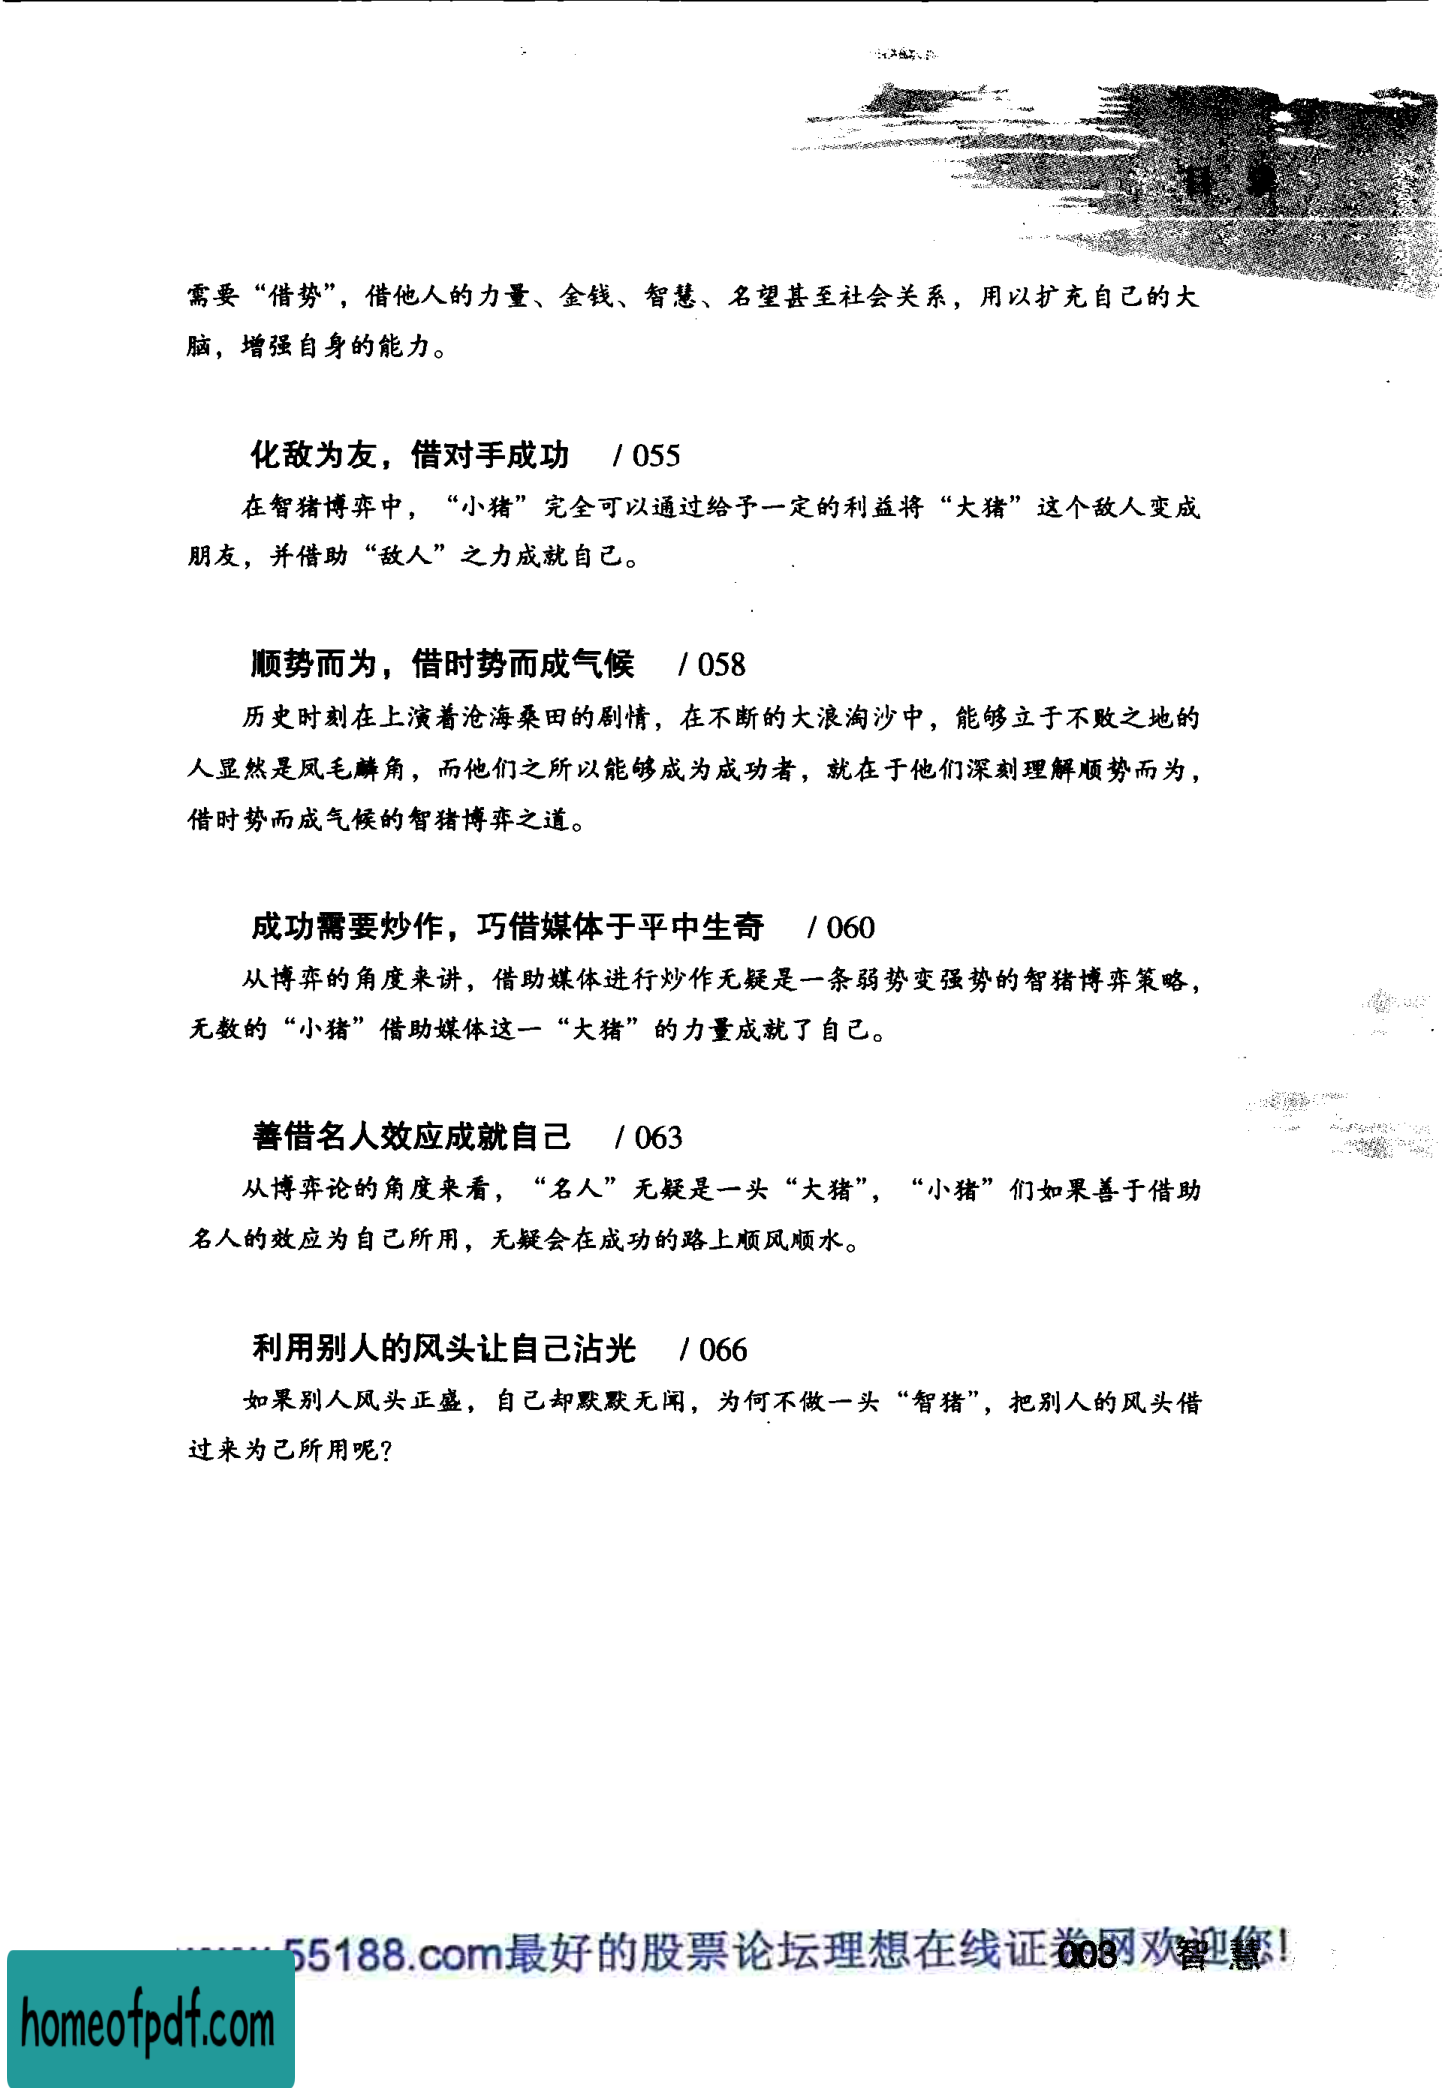 目 录
需要“借势”，借他人的力量、金钱、智慧、名望甚至社会关系，用以扩充自己的大
脑，增强自身的能力。
化敌为友，借对手成功 / 055
在智猪博弈中，“小猪”完全可以通过给予一定的利益将“大猪”这个敌人变成
朋友，并借助“敌人”之力成就自己。
顺势而为，借时势而成气候 / 058
历史时刻在上演着沧海桑田的剧情，在不断的大浪淘沙中，能够立于不败之地的
人显然是凤毛麟角，而他们之所以能够成为成功者，就在于他们深刻理解顺势而为，
借时势而成气候的智猪博弈之道。
成功需要炒作，巧借媒体于平中生奇 / 060
从博弈的角度来讲，借助媒体进行炒作无疑是一条弱势变强势的智猪博弈策略，
无数的“小猪”借助媒体这一“大猪”的力量成就了自己。
善借名人效应成就自己 / 063
从博弈论的角度来看，“名人”无疑是一头“大猪”，“小猪”们如果善于借助
名人的效应为自己所用，无疑会在成功的路上顺风顺水。
利用别人的风头让自己沾光 / 066
如果别人风头正盛，自己却默默无闻，为何不做一头“智猪”，把别人的风头借
过来为己所用呢？
55188.com最好的股票论坛理想在线证券网欢迎您!
003 智 慧
homeofpdf.com